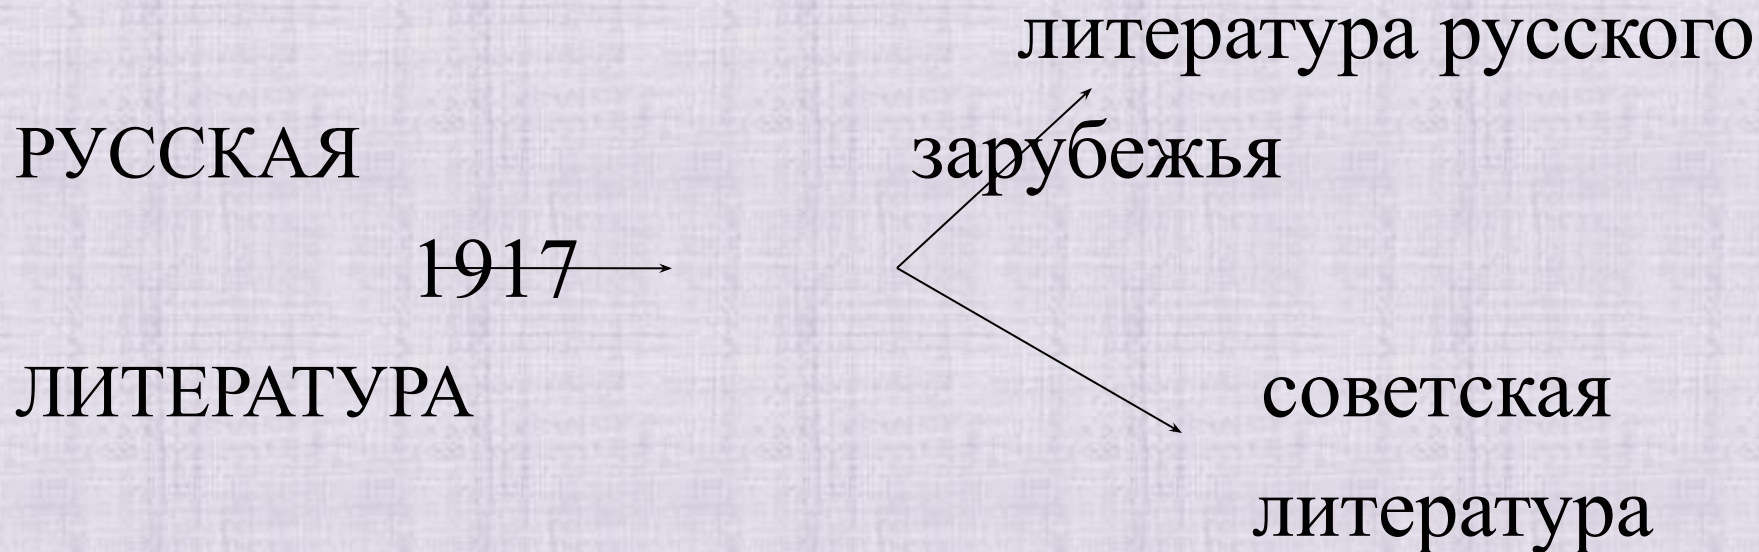 литература русского
РУССКАЯ зарубежья
1917
ЛИТЕРАТУРА советская
литература